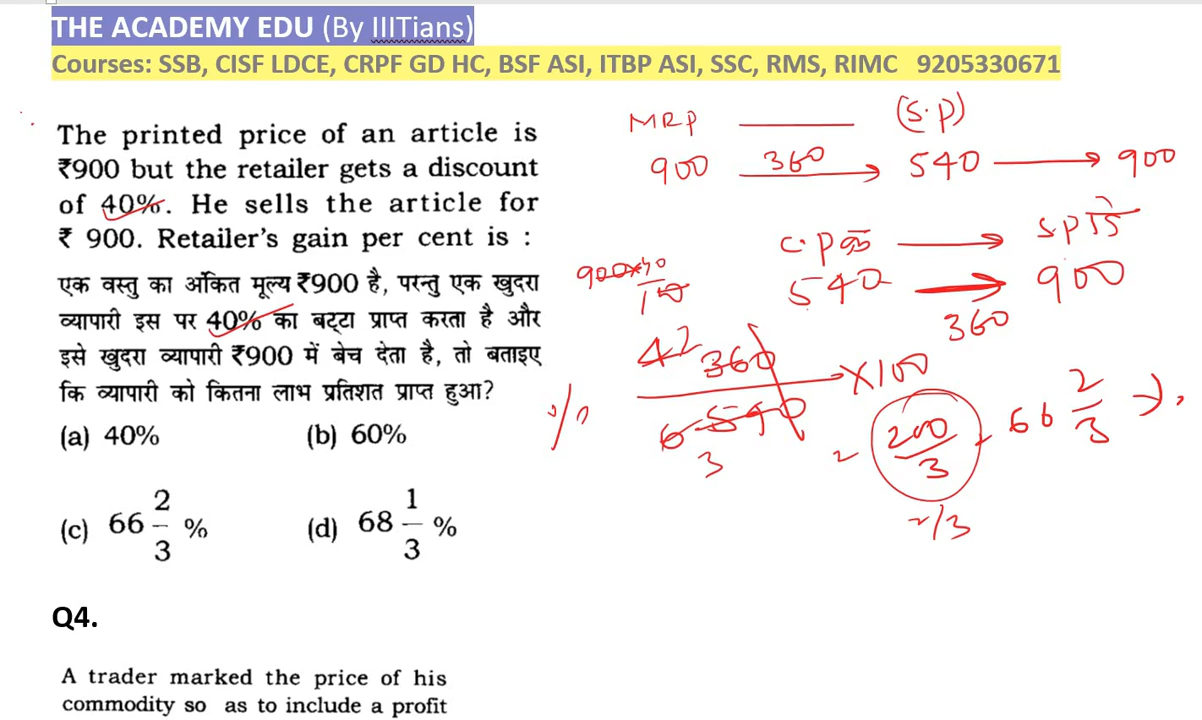 THE ACADEMY EDU (By IIITians)
Courses: SSB, CISF LDCE, CRPF GD HC, BSF ASI, ITBP ASI, SSC, RMS, RIMC 9205330671
The printed price of an article is
₹900 but the retailer gets a discount
of 40%. He sells the article for
₹ 900. Retailer's gain per cent is :
एक वस्तु का अंकित मूल्य ₹900 है, परन्तु एक खुदरा
व्यापारी इस पर 40% का बट्टा प्राप्त करता है और
इसे खुदरा व्यापारी ₹900 में बेच देता है, तो बताइए
कि व्यापारी को कितना लाभ प्रतिशत प्राप्त हुआ?
(a) 40% (b) 60%
(c) 66 2/3 % (d) 68 1/3 %
Q4.
A trader marked the price of his
commodity so as to include a profit
MRP (S.P)
900 360 540 900
C.P
540 900
360
360
540
×100
200/3
66 2/3
2/3